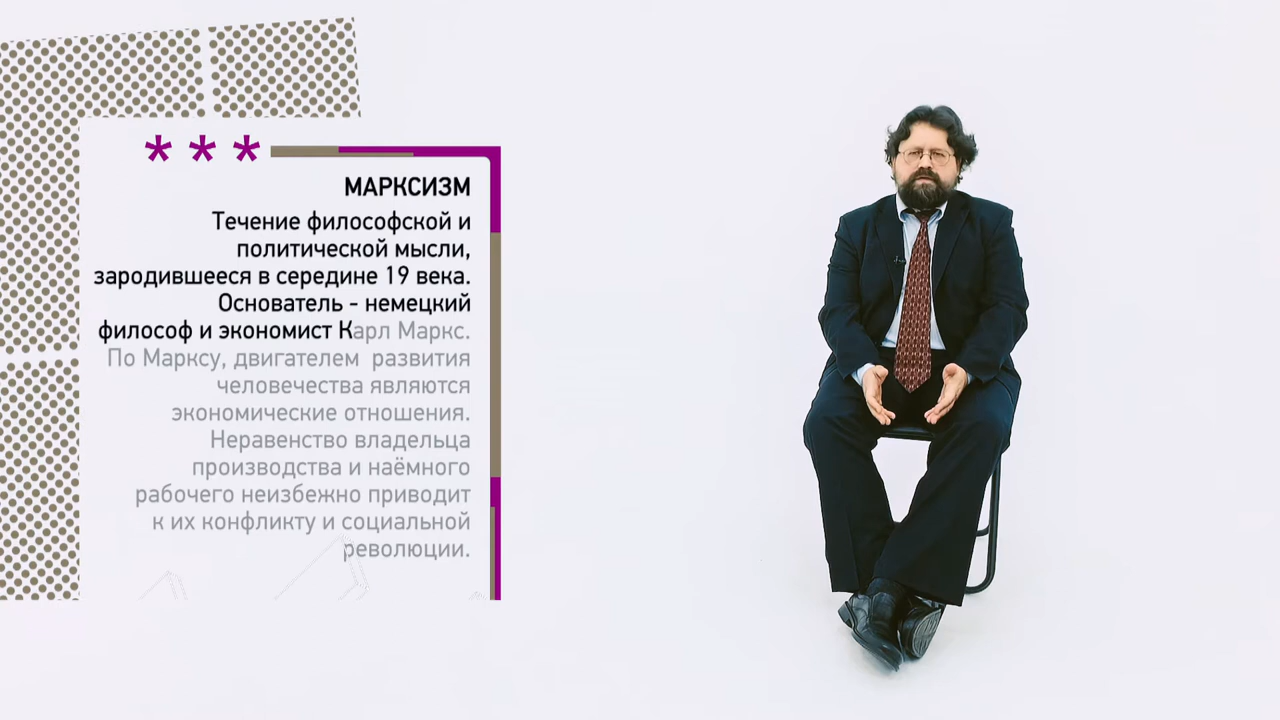 * * *
МАРКСИЗМ
Течение философской и
политической мысли,
зародившееся в середине 19 века.
Основатель - немецкий
философ и экономист Карл Маркс.
По Марксу, двигателем развития
человечества являются
экономические отношения.
Неравенство владельца
производства и наёмного
рабочего неизбежно приводит
к их конфликту и социальной
революции.